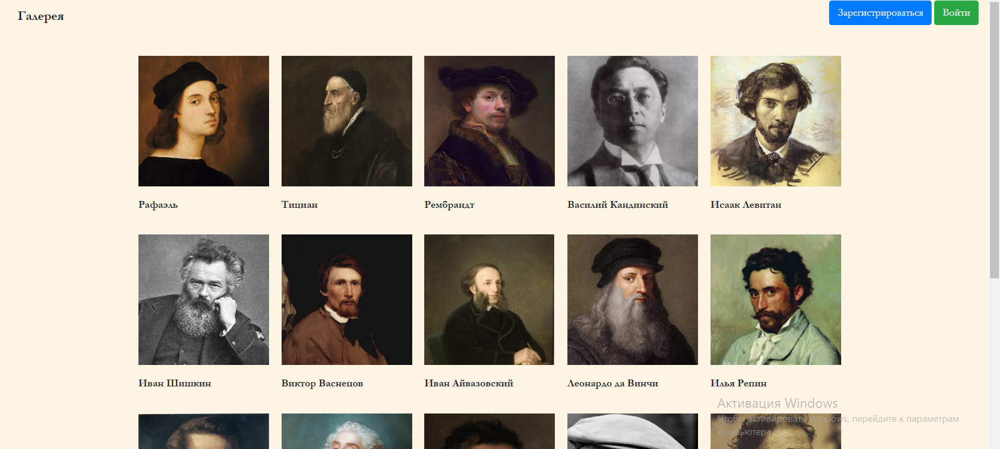 Галерея
Зарегистрироваться
Войти
Рафаэль
Тициан
Рембрандт
Василий Кандинский
Исаак Левитан
Иван Шишкин
Виктор Васнецов
Иван Айвазовский
Леонардо да Винчи
Илья Репин
Активация Windows
Чтобы активировать Windows, перейдите к параметрам
компьютера.